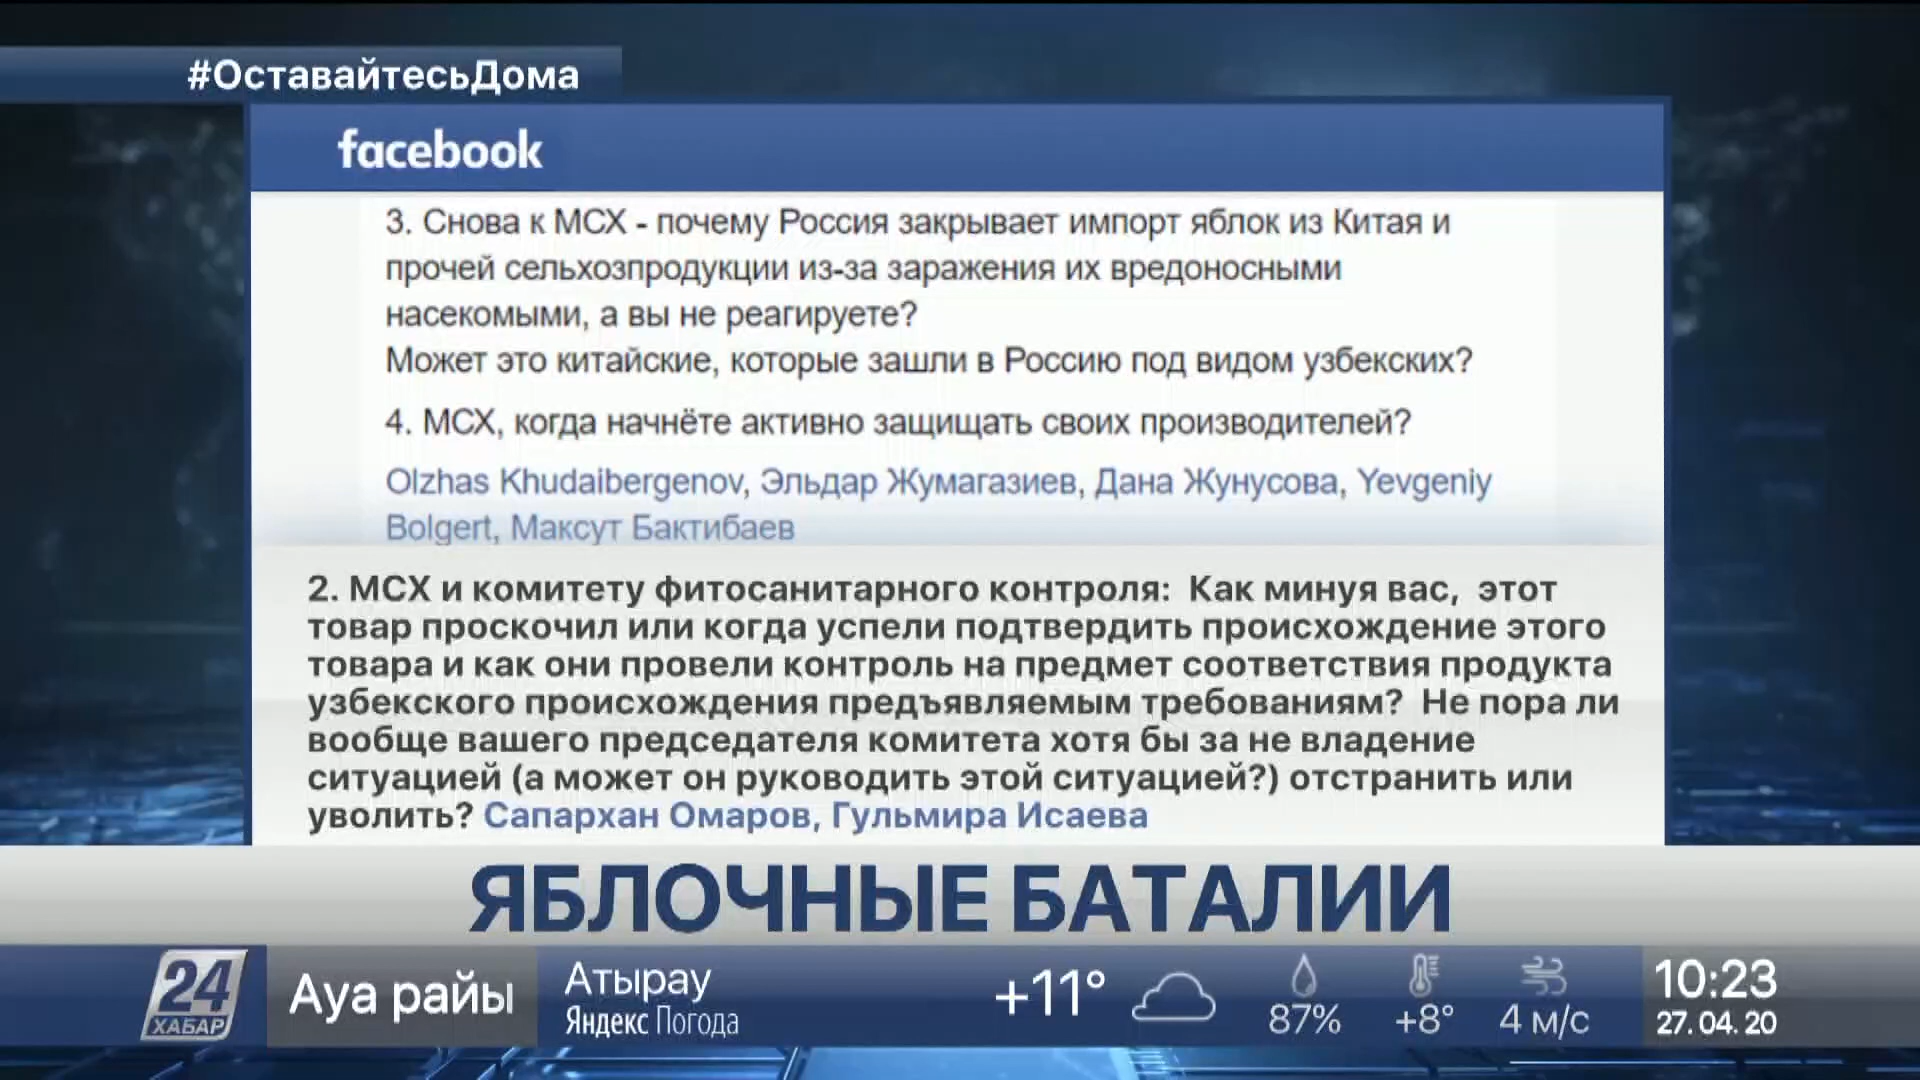 #ОставайтесьДома
facebook
3. Снова к МСХ - почему Россия закрывает импорт яблок из Китая и
прочей сельхозпродукции из-за заражения их вредоносными
насекомыми, а вы не реагируете?
Может это китайские, которые зашли в Россию под видом узбекских?
4. МСХ, когда начнёте активно защищать своих производителей?
Olzhas Khudaibergenov, Эльдар Жумагазиев, Дана Жунусова, Yevgeniy
Bolgert, Максут Бактибаев
2. МСХ и комитету фитосанитарного контроля: Как минуя вас, этот
товар проскочил или когда успели подтвердить происхождение этого
товара и как они провели контроль на предмет соответствия продукта
узбекского происхождения предъявляемым требованиям? Не пора ли
вообще вашего председателя комитета хотя бы за не владение
ситуацией (а может он руководить этой ситуацией?) отстранить или
уволить? Сапархан Омаров, Гульмира Исаева
ЯБЛОЧНЫЕ БАТАЛИИ
24
ХАБАР
Ауа райы
Атырау
Яндекс Погода
+11°
87%
+8°
4 м/с
10:23
27. 04. 20